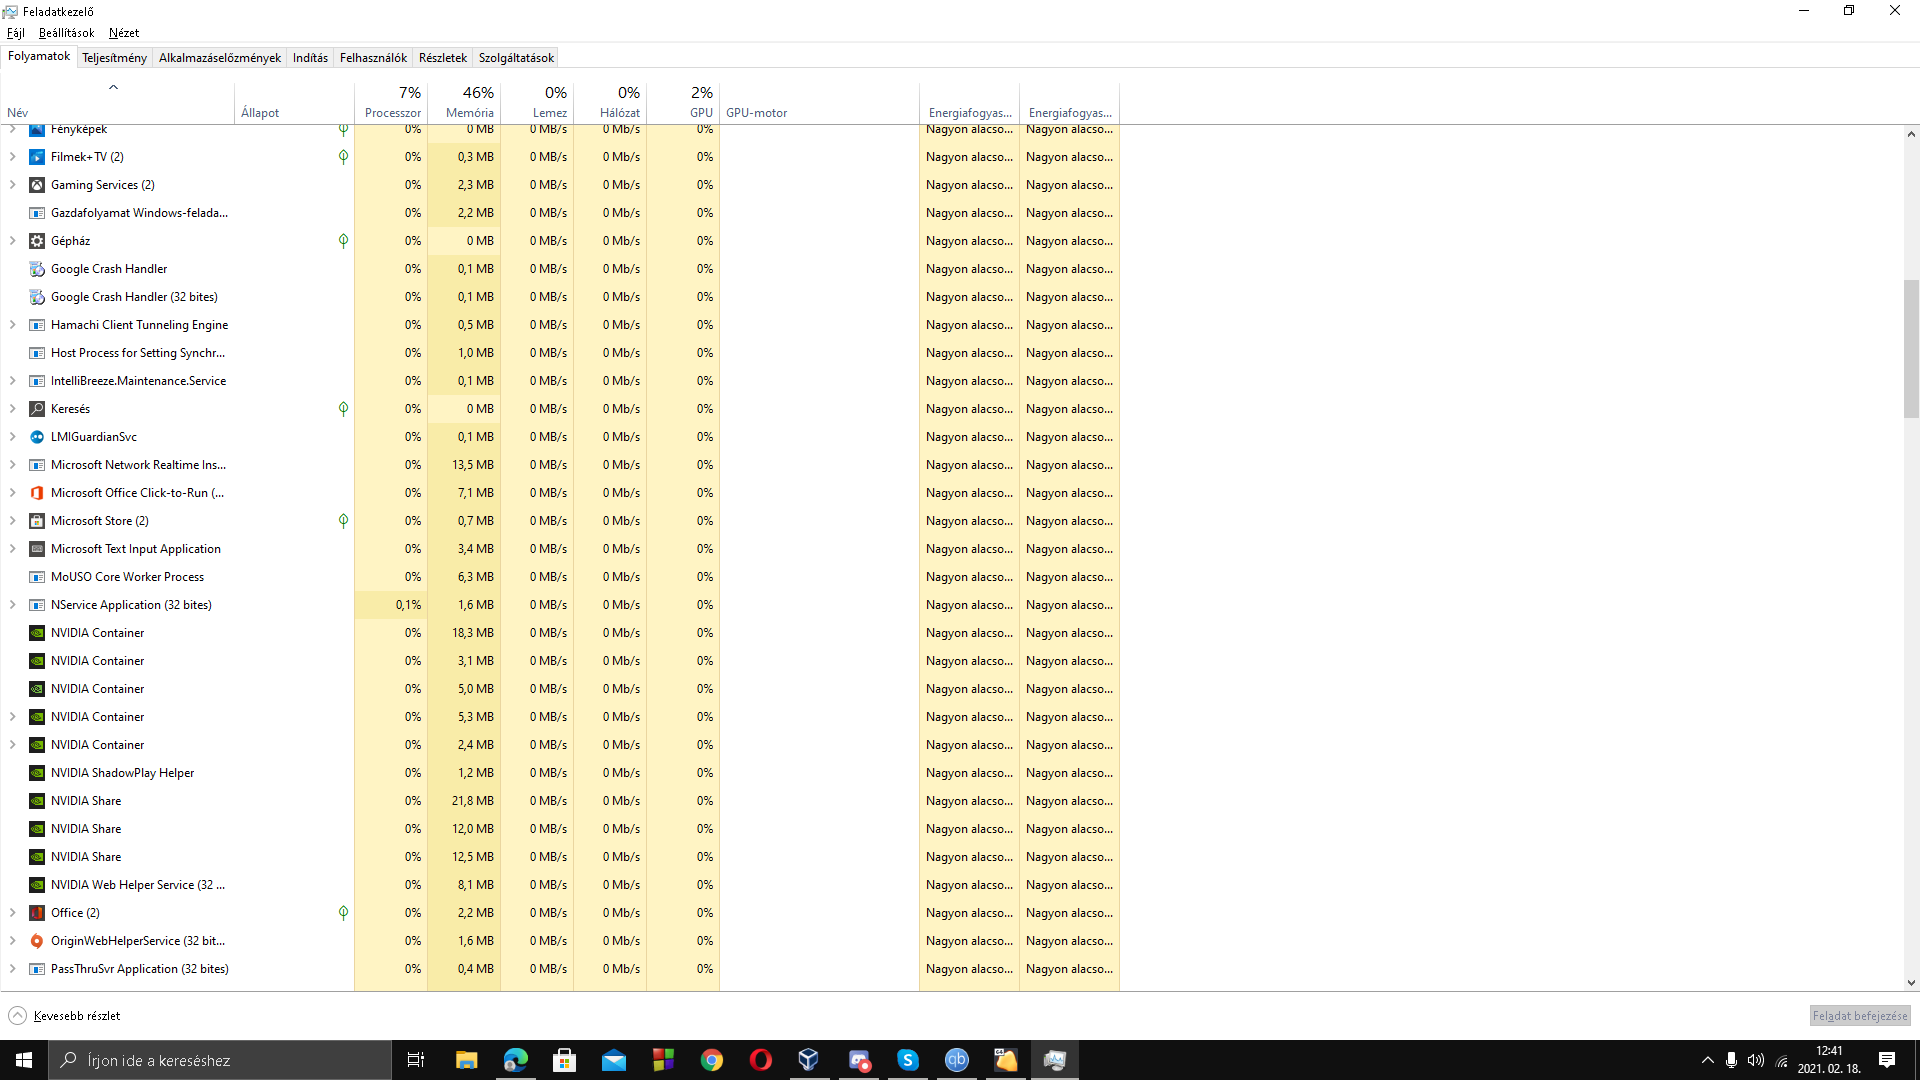 Feladatkezelő
Fájl Beállítások Nézet
Folyamatok Teljesítmény Alkalmazáselőzmények Indítás Felhasználók Részletek Szolgáltatások
7% 46% 0% 0% 2%
Név Állapot Processzor Memória Lemez Hálózat GPU GPU-motor Energiafogyas... Energiafogyas...
Fényképek 0% 0 MB 0 MB/s 0 Mb/s 0% Nagyon alacso... Nagyon alacso...
Filmek+TV (2) 0% 0,3 MB 0 MB/s 0 Mb/s 0% Nagyon alacso... Nagyon alacso...
Gaming Services (2) 0% 2,3 MB 0 MB/s 0 Mb/s 0% Nagyon alacso... Nagyon alacso...
Gazdafolyamat Windows-felada... 0% 2,2 MB 0 MB/s 0 Mb/s 0% Nagyon alacso... Nagyon alacso...
Gépház 0% 0 MB 0 MB/s 0 Mb/s 0% Nagyon alacso... Nagyon alacso...
Google Crash Handler 0% 0,1 MB 0 MB/s 0 Mb/s 0% Nagyon alacso... Nagyon alacso...
Google Crash Handler (32 bites) 0% 0,1 MB 0 MB/s 0 Mb/s 0% Nagyon alacso... Nagyon alacso...
Hamachi Client Tunneling Engine 0% 0,5 MB 0 MB/s 0 Mb/s 0% Nagyon alacso... Nagyon alacso...
Host Process for Setting Synchr... 0% 1,0 MB 0 MB/s 0 Mb/s 0% Nagyon alacso... Nagyon alacso...
IntelliBreeze.Maintenance.Service 0% 0,1 MB 0 MB/s 0 Mb/s 0% Nagyon alacso... Nagyon alacso...
Keresés 0% 0 MB 0 MB/s 0 Mb/s 0% Nagyon alacso... Nagyon alacso...
LMIGuardianSvc 0% 0,1 MB 0 MB/s 0 Mb/s 0% Nagyon alacso... Nagyon alacso...
Microsoft Network Realtime Ins... 0% 13,5 MB 0 MB/s 0 Mb/s 0% Nagyon alacso... Nagyon alacso...
Microsoft Office Click-to-Run (... 0% 7,1 MB 0 MB/s 0 Mb/s 0% Nagyon alacso... Nagyon alacso...
Microsoft Store (2) 0% 0,7 MB 0 MB/s 0 Mb/s 0% Nagyon alacso... Nagyon alacso...
Microsoft Text Input Application 0% 3,4 MB 0 MB/s 0 Mb/s 0% Nagyon alacso... Nagyon alacso...
MoUSO Core Worker Process 0% 6,3 MB 0 MB/s 0 Mb/s 0% Nagyon alacso... Nagyon alacso...
NService Application (32 bites) 0,1% 1,6 MB 0 MB/s 0 Mb/s 0% Nagyon alacso... Nagyon alacso...
NVIDIA Container 0% 18,3 MB 0 MB/s 0 Mb/s 0% Nagyon alacso... Nagyon alacso...
NVIDIA Container 0% 3,1 MB 0 MB/s 0 Mb/s 0% Nagyon alacso... Nagyon alacso...
NVIDIA Container 0% 5,0 MB 0 MB/s 0 Mb/s 0% Nagyon alacso... Nagyon alacso...
NVIDIA Container 0% 5,3 MB 0 MB/s 0 Mb/s 0% Nagyon alacso... Nagyon alacso...
NVIDIA Container 0% 2,4 MB 0 MB/s 0 Mb/s 0% Nagyon alacso... Nagyon alacso...
NVIDIA ShadowPlay Helper 0% 1,2 MB 0 MB/s 0 Mb/s 0% Nagyon alacso... Nagyon alacso...
NVIDIA Share 0% 21,8 MB 0 MB/s 0 Mb/s 0% Nagyon alacso... Nagyon alacso...
NVIDIA Share 0% 12,0 MB 0 MB/s 0 Mb/s 0% Nagyon alacso... Nagyon alacso...
NVIDIA Share 0% 12,5 MB 0 MB/s 0 Mb/s 0% Nagyon alacso... Nagyon alacso...
NVIDIA Web Helper Service (32 ... 0% 8,1 MB 0 MB/s 0 Mb/s 0% Nagyon alacso... Nagyon alacso...
Office (2) 0% 2,2 MB 0 MB/s 0 Mb/s 0% Nagyon alacso... Nagyon alacso...
OriginWebHelperService (32 bit... 0% 1,6 MB 0 MB/s 0 Mb/s 0% Nagyon alacso... Nagyon alacso...
PassThruSvr Application (32 bites) 0% 0,4 MB 0 MB/s 0 Mb/s 0% Nagyon alacso... Nagyon alacso...
Kevesebb részlet Feladat befejezése
Írjon ide a kereséshez
12:41
2021. 02. 18.